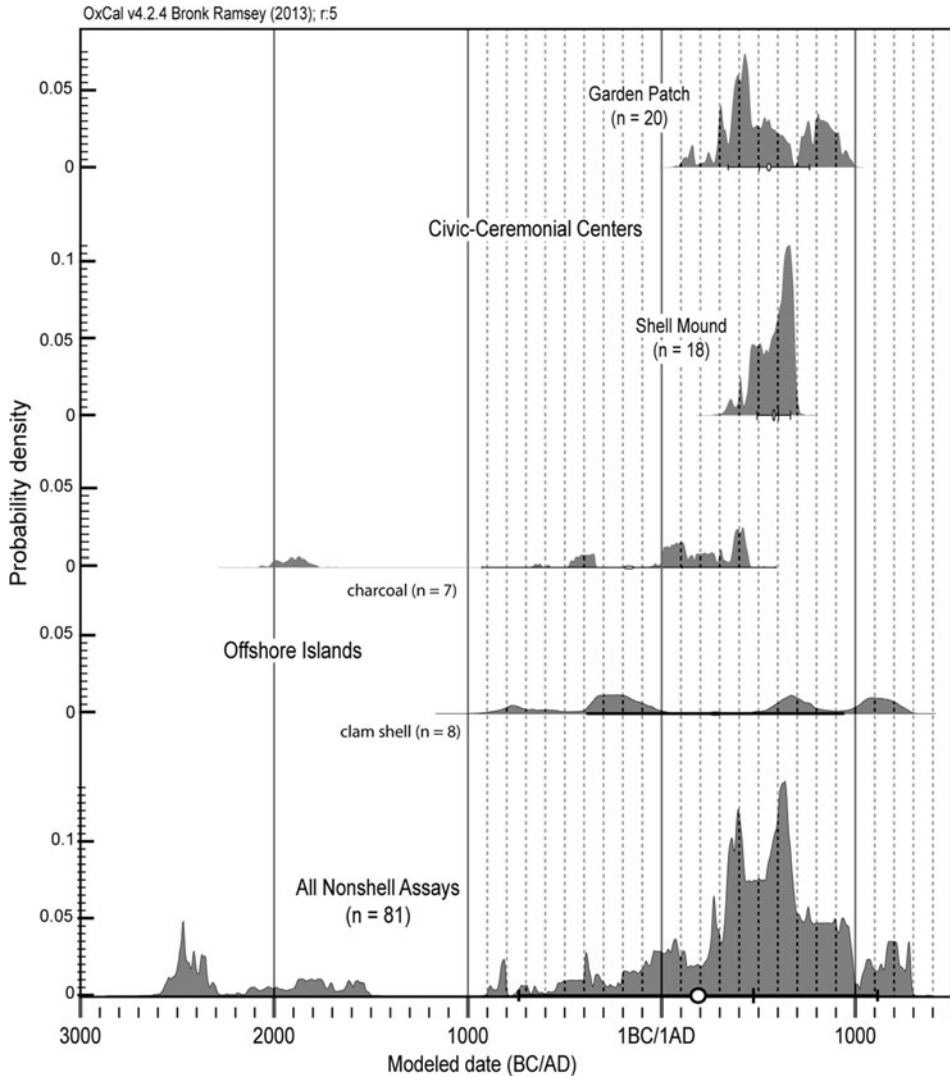 OxCal v4.2.4 Bronk Ramsey (2013); r:5
0.05
Garden Patch
(n = 20)
0
Civic-Ceremonial Centers
0.1
Shell Mound
(n = 18)
0.05
0
0.05
0
charcoal (n = 7)
0.05
Offshore Islands
0
clam shell (n = 8)
0.1
All Nonshell Assays
(n = 81)
0.05
0
Probability density
3000 2000 1000 1BC/1AD 1000
Modeled date (BC/AD)